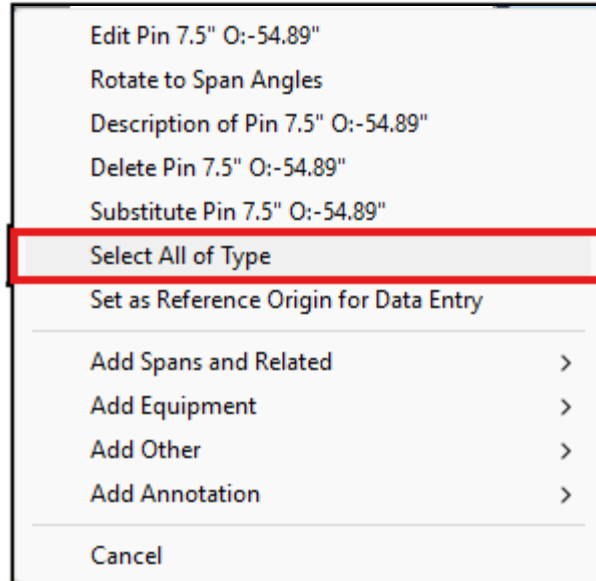 Edit Pin 7.5" O:-54.89"
Rotate to Span Angles
Description of Pin 7.5" O:-54.89"
Delete Pin 7.5" O:-54.89"
Substitute Pin 7.5" O:-54.89"
Select All of Type
Set as Reference Origin for Data Entry
Add Spans and Related
Add Equipment
Add Other
Add Annotation
Cancel